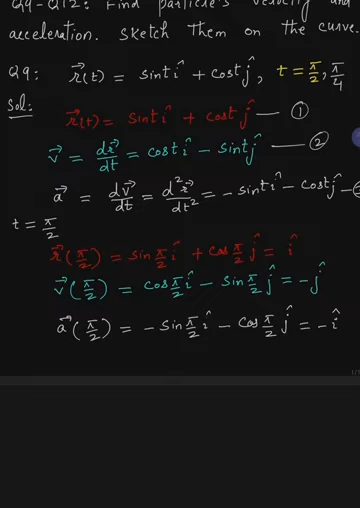 Q9-Q12: Find particle's velocity and
acceleration. Sketch them on the curve.
Q9: r⃗(t) = sint î + cost ĵ, t = π/2, π/4
Sol:
r⃗(t) = sint î + cost ĵ — ①
v⃗ = dr⃗/dt = cost î − sint ĵ — ②
a⃗ = dv⃗/dt = d²r⃗/dt² = −sint î − cost ĵ —
t = π/2
r⃗(π/2) = sin π/2 î + cos π/2 ĵ = î
v⃗(π/2) = cos π/2 î − sin π/2 ĵ = −ĵ
a⃗(π/2) = −sin π/2 î − cos π/2 ĵ = −î